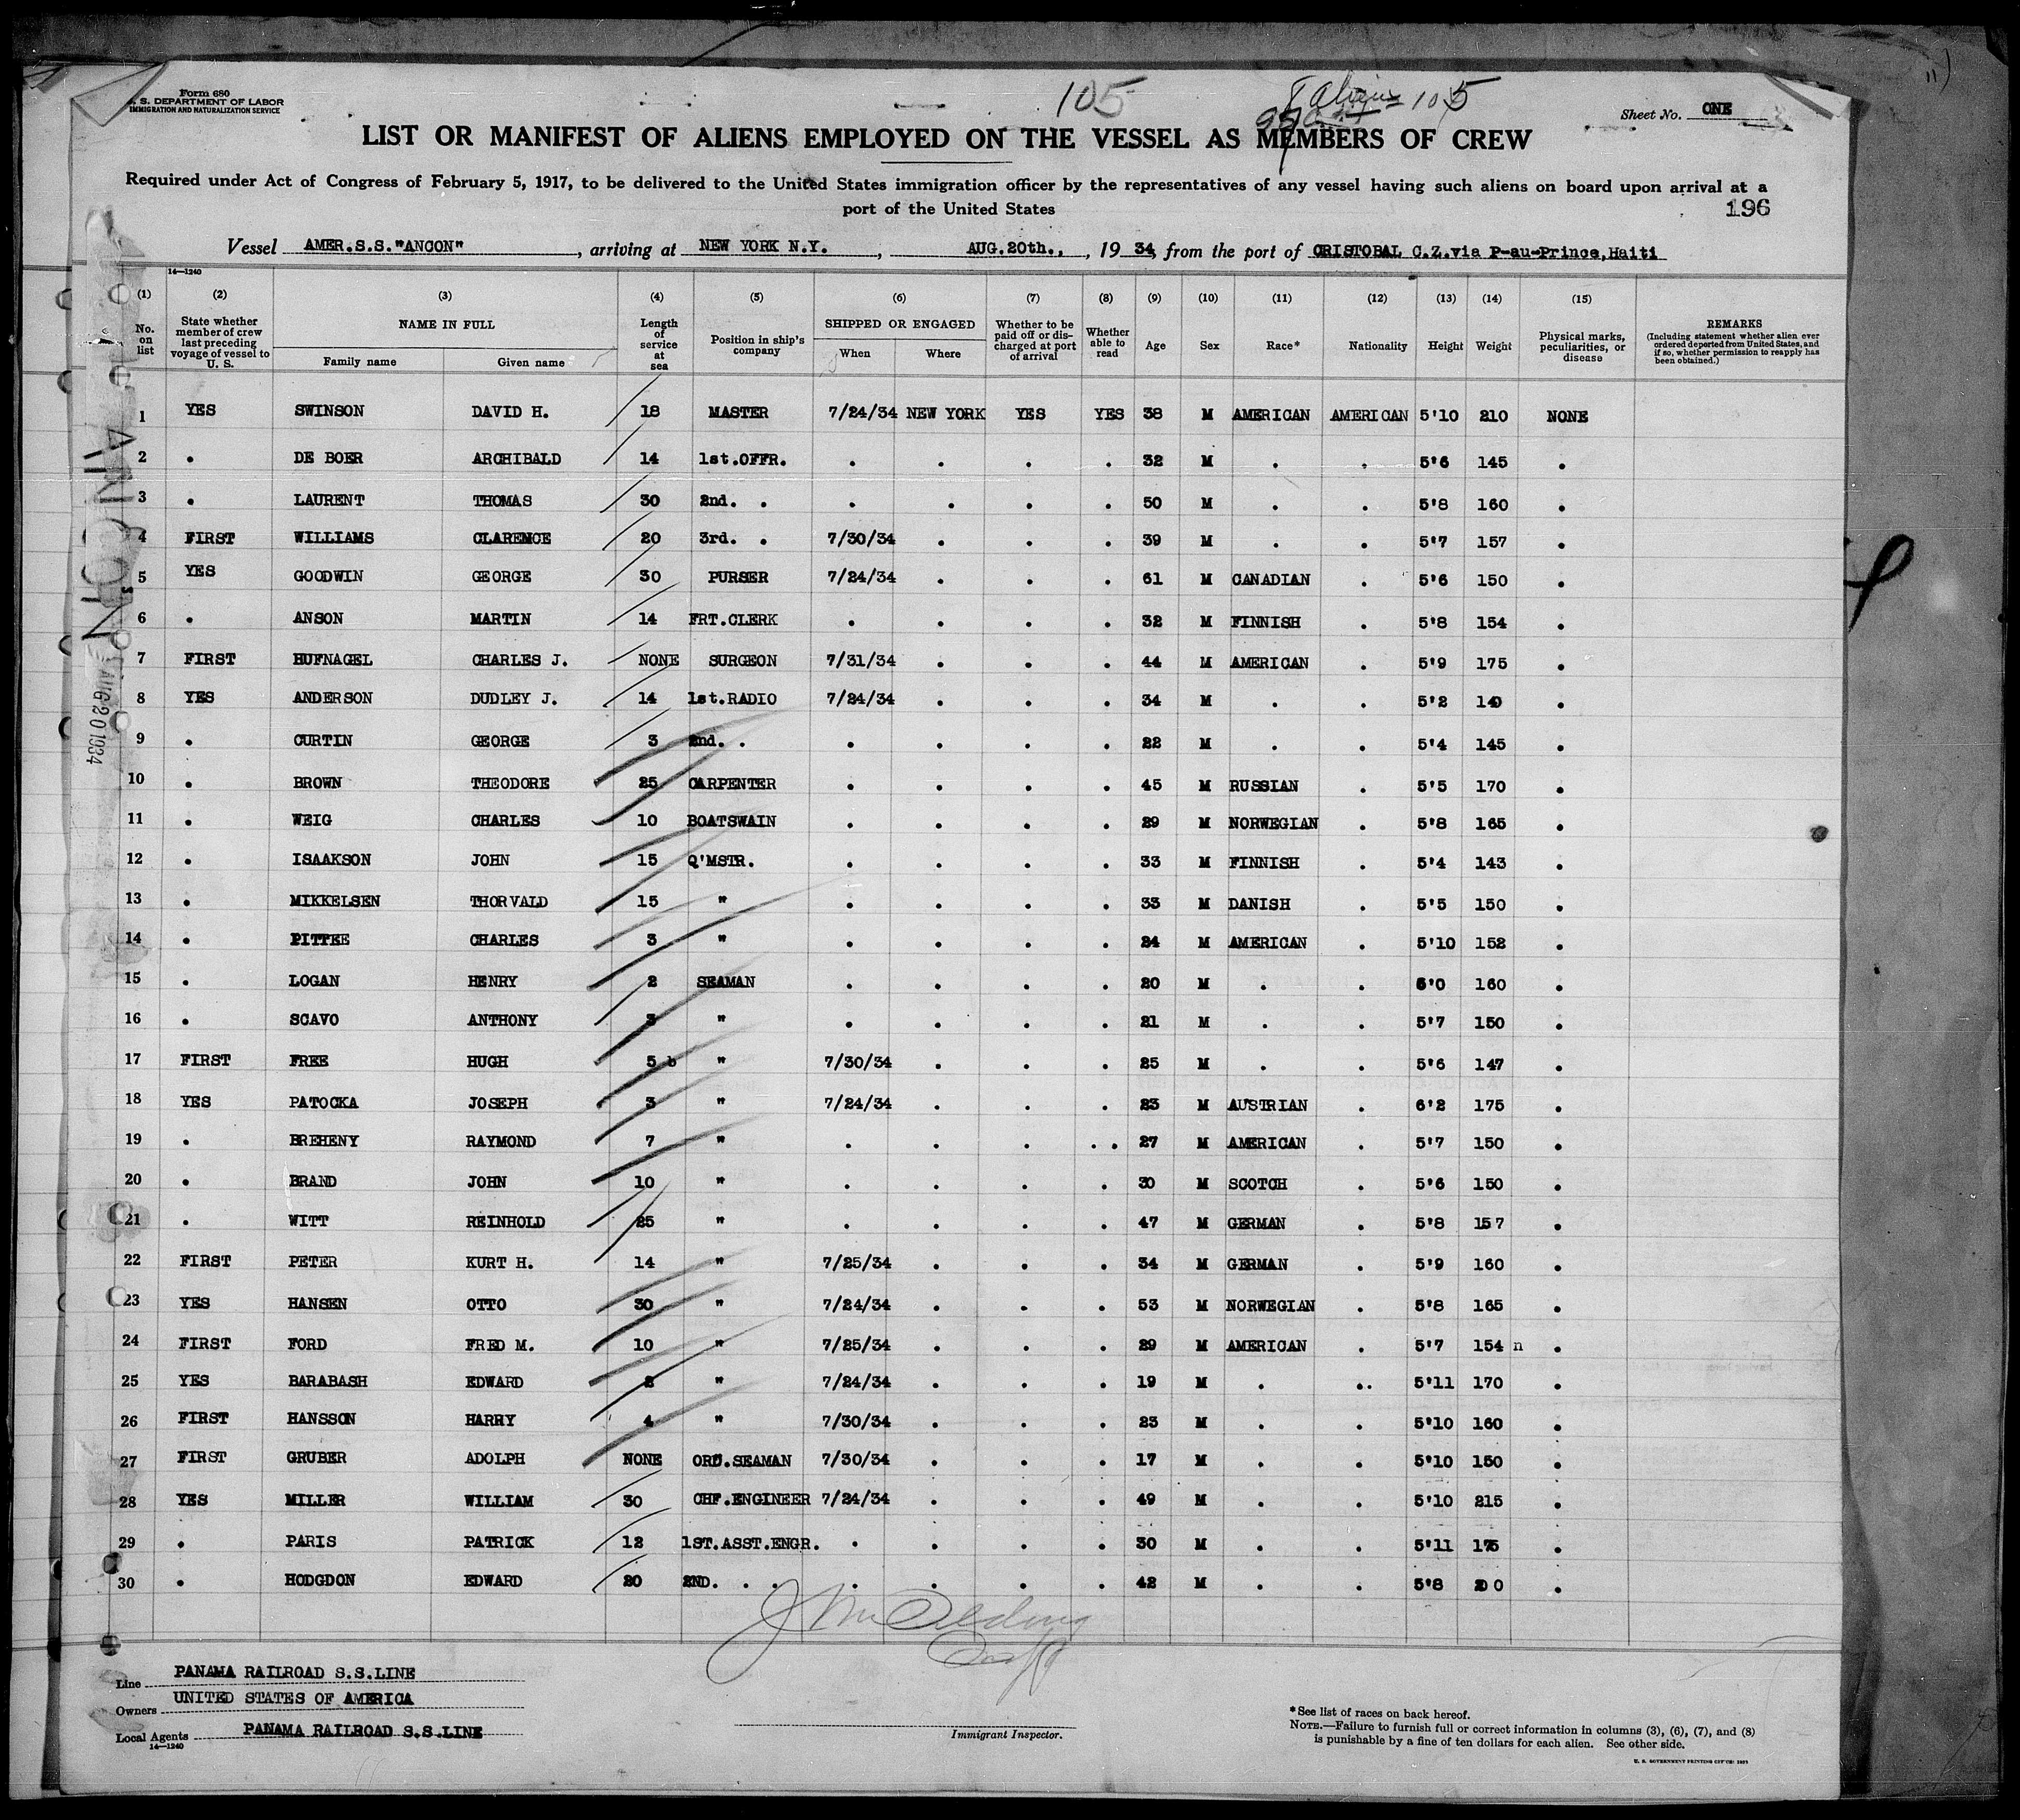 Form 680
U. S. DEPARTMENT OF LABOR
IMMIGRATION AND NATURALIZATION SERVICE
105
Aliens 105
Sheet No. ONE
LIST OR MANIFEST OF ALIENS EMPLOYED ON THE VESSEL AS MEMBERS OF CREW
Required under Act of Congress of February 5, 1917, to be delivered to the United States immigration officer by the representatives of any vessel having such aliens on board upon arrival at a
port of the United States
196
Vessel AMER.S.S."ANCON", arriving at NEW YORK N.Y., AUG.20th., 1934, from the port of CRISTOBAL C.Z.via P-au-Prince,Haiti
14—1240
(1) (2) (3) (4) (5) (6) (7) (8) (9) (10) (11) (12) (13) (14) (15)
No. on list State whether member of crew last preceding voyage of vessel to U. S. NAME IN FULL Family name Given name Length of service at sea Position in ship's company SHIPPED OR ENGAGED When Where Whether to be paid off or discharged at port of arrival Whether able to read Age Sex Race* Nationality Height Weight Physical marks, peculiarities, or disease REMARKS (Including statement whether alien ever ordered deported from United States, and if so, whether permission to reapply has been obtained.)
1 YES SWINSON DAVID H. 18 MASTER 7/24/34 NEW YORK YES YES 38 M AMERICAN AMERICAN 5'10 210 NONE
2 . DE BOER ARCHIBALD 14 1st.OFFR. . . . . 32 M . . 5'6 145 .
3 . LAURENT THOMAS 30 2nd. . . . . . 50 M . . 5'8 160 .
4 FIRST WILLIAMS CLARENCE 20 3rd. . 7/30/34 . . . 39 M . . 5'7 157 .
5 YES GOODWIN GEORGE 30 PURSER 7/24/34 . . . 61 M CANADIAN . 5'6 150 .
6 . ANSON MARTIN 14 FRT.CLERK . . . . 32 M FINNISH . 5'8 154 .
7 FIRST HUFNAGEL CHARLES J. NONE SURGEON 7/31/34 . . . 44 M AMERICAN . 5'9 175 .
8 YES ANDERSON DUDLEY J. 14 1st.RADIO 7/24/34 . . . 34 M . . 5'2 140 .
9 . CURTIN GEORGE 3 2nd. . . . . . 22 M . . 5'4 145 .
10 . BROWN THEODORE 25 CARPENTER . . . . 45 M RUSSIAN . 5'5 170 .
11 . WEIG CHARLES 10 BOATSWAIN . . . . 29 M NORWEGIAN . 5'8 165 .
12 . ISAAKSON JOHN 15 Q'MSTR. . . . . 33 M FINNISH . 5'4 143 .
13 . MIKKELSEN THORVALD 15 " . . . . 33 M DANISH . 5'5 150 .
14 . PITTEE CHARLES 3 " . . . . 24 M AMERICAN . 5'10 152 .
15 . LOGAN HENRY 2 SEAMAN . . . . 20 M . . 6'0 160 .
16 . SCAVO ANTHONY 3 " . . . . 21 M . . 5'7 150 .
17 FIRST FREE HUGH 5 b " 7/30/34 . . . 25 M . . 5'6 147 .
18 YES PATOCKA JOSEPH 3 " 7/24/34 . . . 23 M AUSTRIAN . 6'2 175 .
19 . BREHENY RAYMOND 7 " . . . . . 27 M AMERICAN . 5'7 150 .
20 . BRAND JOHN 10 " . . . . 30 M SCOTCH . 5'6 150 .
21 . WITT REINHOLD 25 " . . . . 47 M GERMAN . 5'8 157 .
22 FIRST PETER KURT H. 14 " 7/25/34 . . . 34 M GERMAN . 5'9 160 .
23 YES HANSEN OTTO 30 " 7/24/34 . . . 53 M NORWEGIAN . 5'8 165 .
24 FIRST FORD FRED M. 10 " 7/25/34 . . . 29 M AMERICAN . 5'7 154 n .
25 YES BARABASH EDWARD 2 " 7/24/34 . . . 19 M . .. 5'11 170 .
26 FIRST HANSSON HARRY 4 " 7/30/34 . . . 23 M . . 5'10 160 .
27 FIRST GRUBER ADOLPH NONE ORD.SEAMAN 7/30/34 . . . 17 M . . 5'10 150 .
28 YES MILLER WILLIAM 30 CHF.ENGINEER 7/24/34 . . . 49 M . . 5'10 215 .
29 . PARIS PATRICK 12 1ST.ASST.ENGR. . . . . 30 M . . 5'11 175 .
30 . HODGDON EDWARD 20 2ND. . . . . . . 42 M . . 5'8 200 .
ANCON
AUG 20 1934
Line PANAMA RAILROAD S.S.LINE
Owners UNITED STATES OF AMERICA
Local Agents PANAMA RAILROAD S.S.LINE
14—1240
Immigrant Inspector.
*See list of races on back hereof.
NOTE.—Failure to furnish full or correct information in columns (3), (6), (7), and (8)
is punishable by a fine of ten dollars for each alien. See other side.